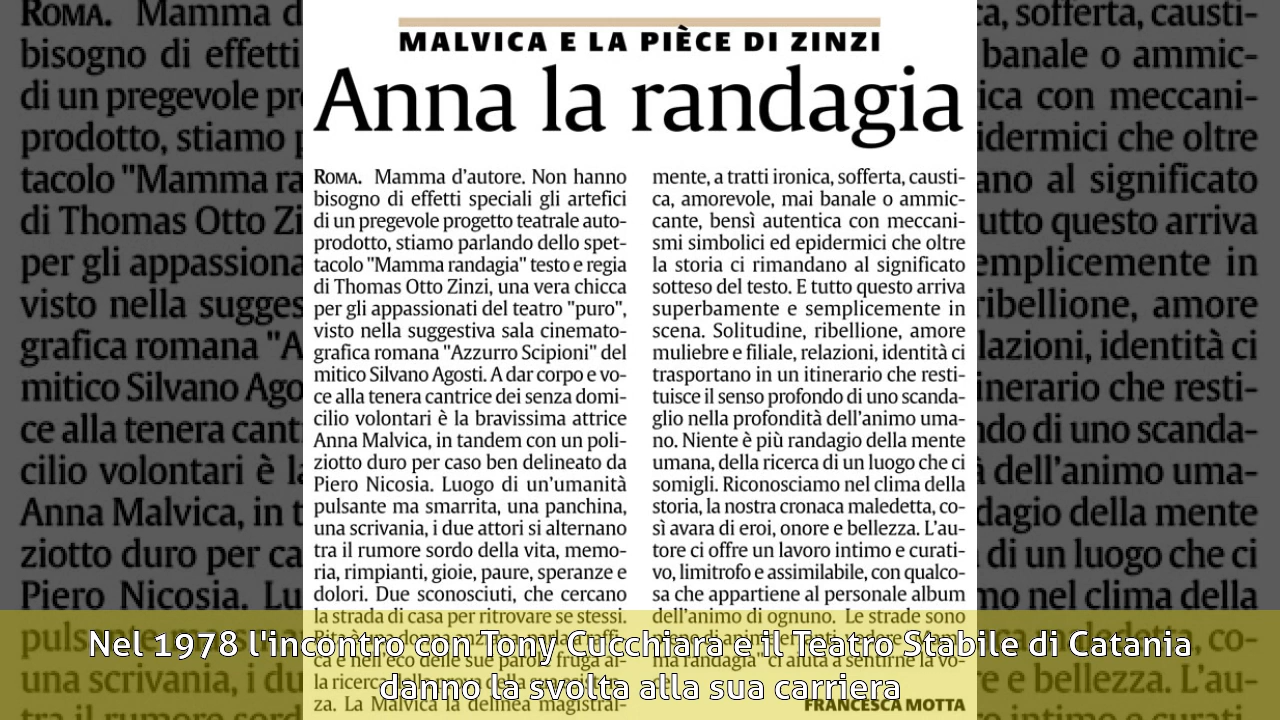 MALVICA E LA PIÈCE DI ZINZI
Anna la randagia
ROMA. Mamma d'autore. Non hanno
bisogno di effetti speciali gli artefici
di un pregevole progetto teatrale auto-
prodotto, stiamo parlando dello spet-
tacolo "Mamma randagia" testo e regia
di Thomas Otto Zinzi, una vera chicca
per gli appassionati del teatro "puro",
visto nella suggestiva sala cinemato-
grafica romana "Azzurro Scipioni" del
mitico Silvano Agosti. A dar corpo e vo-
ce alla tenera cantrice dei senza domi-
cilio volontari è la bravissima attrice
Anna Malvica, in tandem con un poli-
ziotto duro per caso ben delineato da
Piero Nicosia. Luogo di un'umanità
pulsante ma smarrita, una panchina,
una scrivania, i due attori si alternano
tra il rumore sordo della vita, memo-
ria, rimpianti, gioie, paure, speranze e
dolori. Due sconosciuti, che cercano
la strada di casa per ritrovare se stessi.
za. La Malvica la delinea magistral-
mente, a tratti ironica, sofferta, causti-
ca, amorevole, mai banale o ammic-
cante, bensì autentica con meccani-
smi simbolici ed epidermici che oltre
la storia ci rimandano al significato
sotteso del testo. E tutto questo arriva
superbamente e semplicemente in
scena. Solitudine, ribellione, amore
muliebre e filiale, relazioni, identità ci
trasportano in un itinerario che resti-
tuisce il senso profondo di uno scanda-
glio nella profondità dell'animo uma-
no. Niente è più randagio della mente
umana, della ricerca di un luogo che ci
somigli. Riconosciamo nel clima della
storia, la nostra cronaca maledetta, co-
sì avara di eroi, onore e bellezza. L'au-
tore ci offre un lavoro intimo e curati-
vo, limitrofo e assimilabile, con qualco-
sa che appartiene al personale album
dell'animo di ognuno. Le strade sono
ma randagia" ci aiuta a sentirne la vo-
FRANCESCA MOTTA
Nel 1978 l'incontro con Tony Cucchiara e il Teatro Stabile di Catania
danno la svolta alla sua carriera